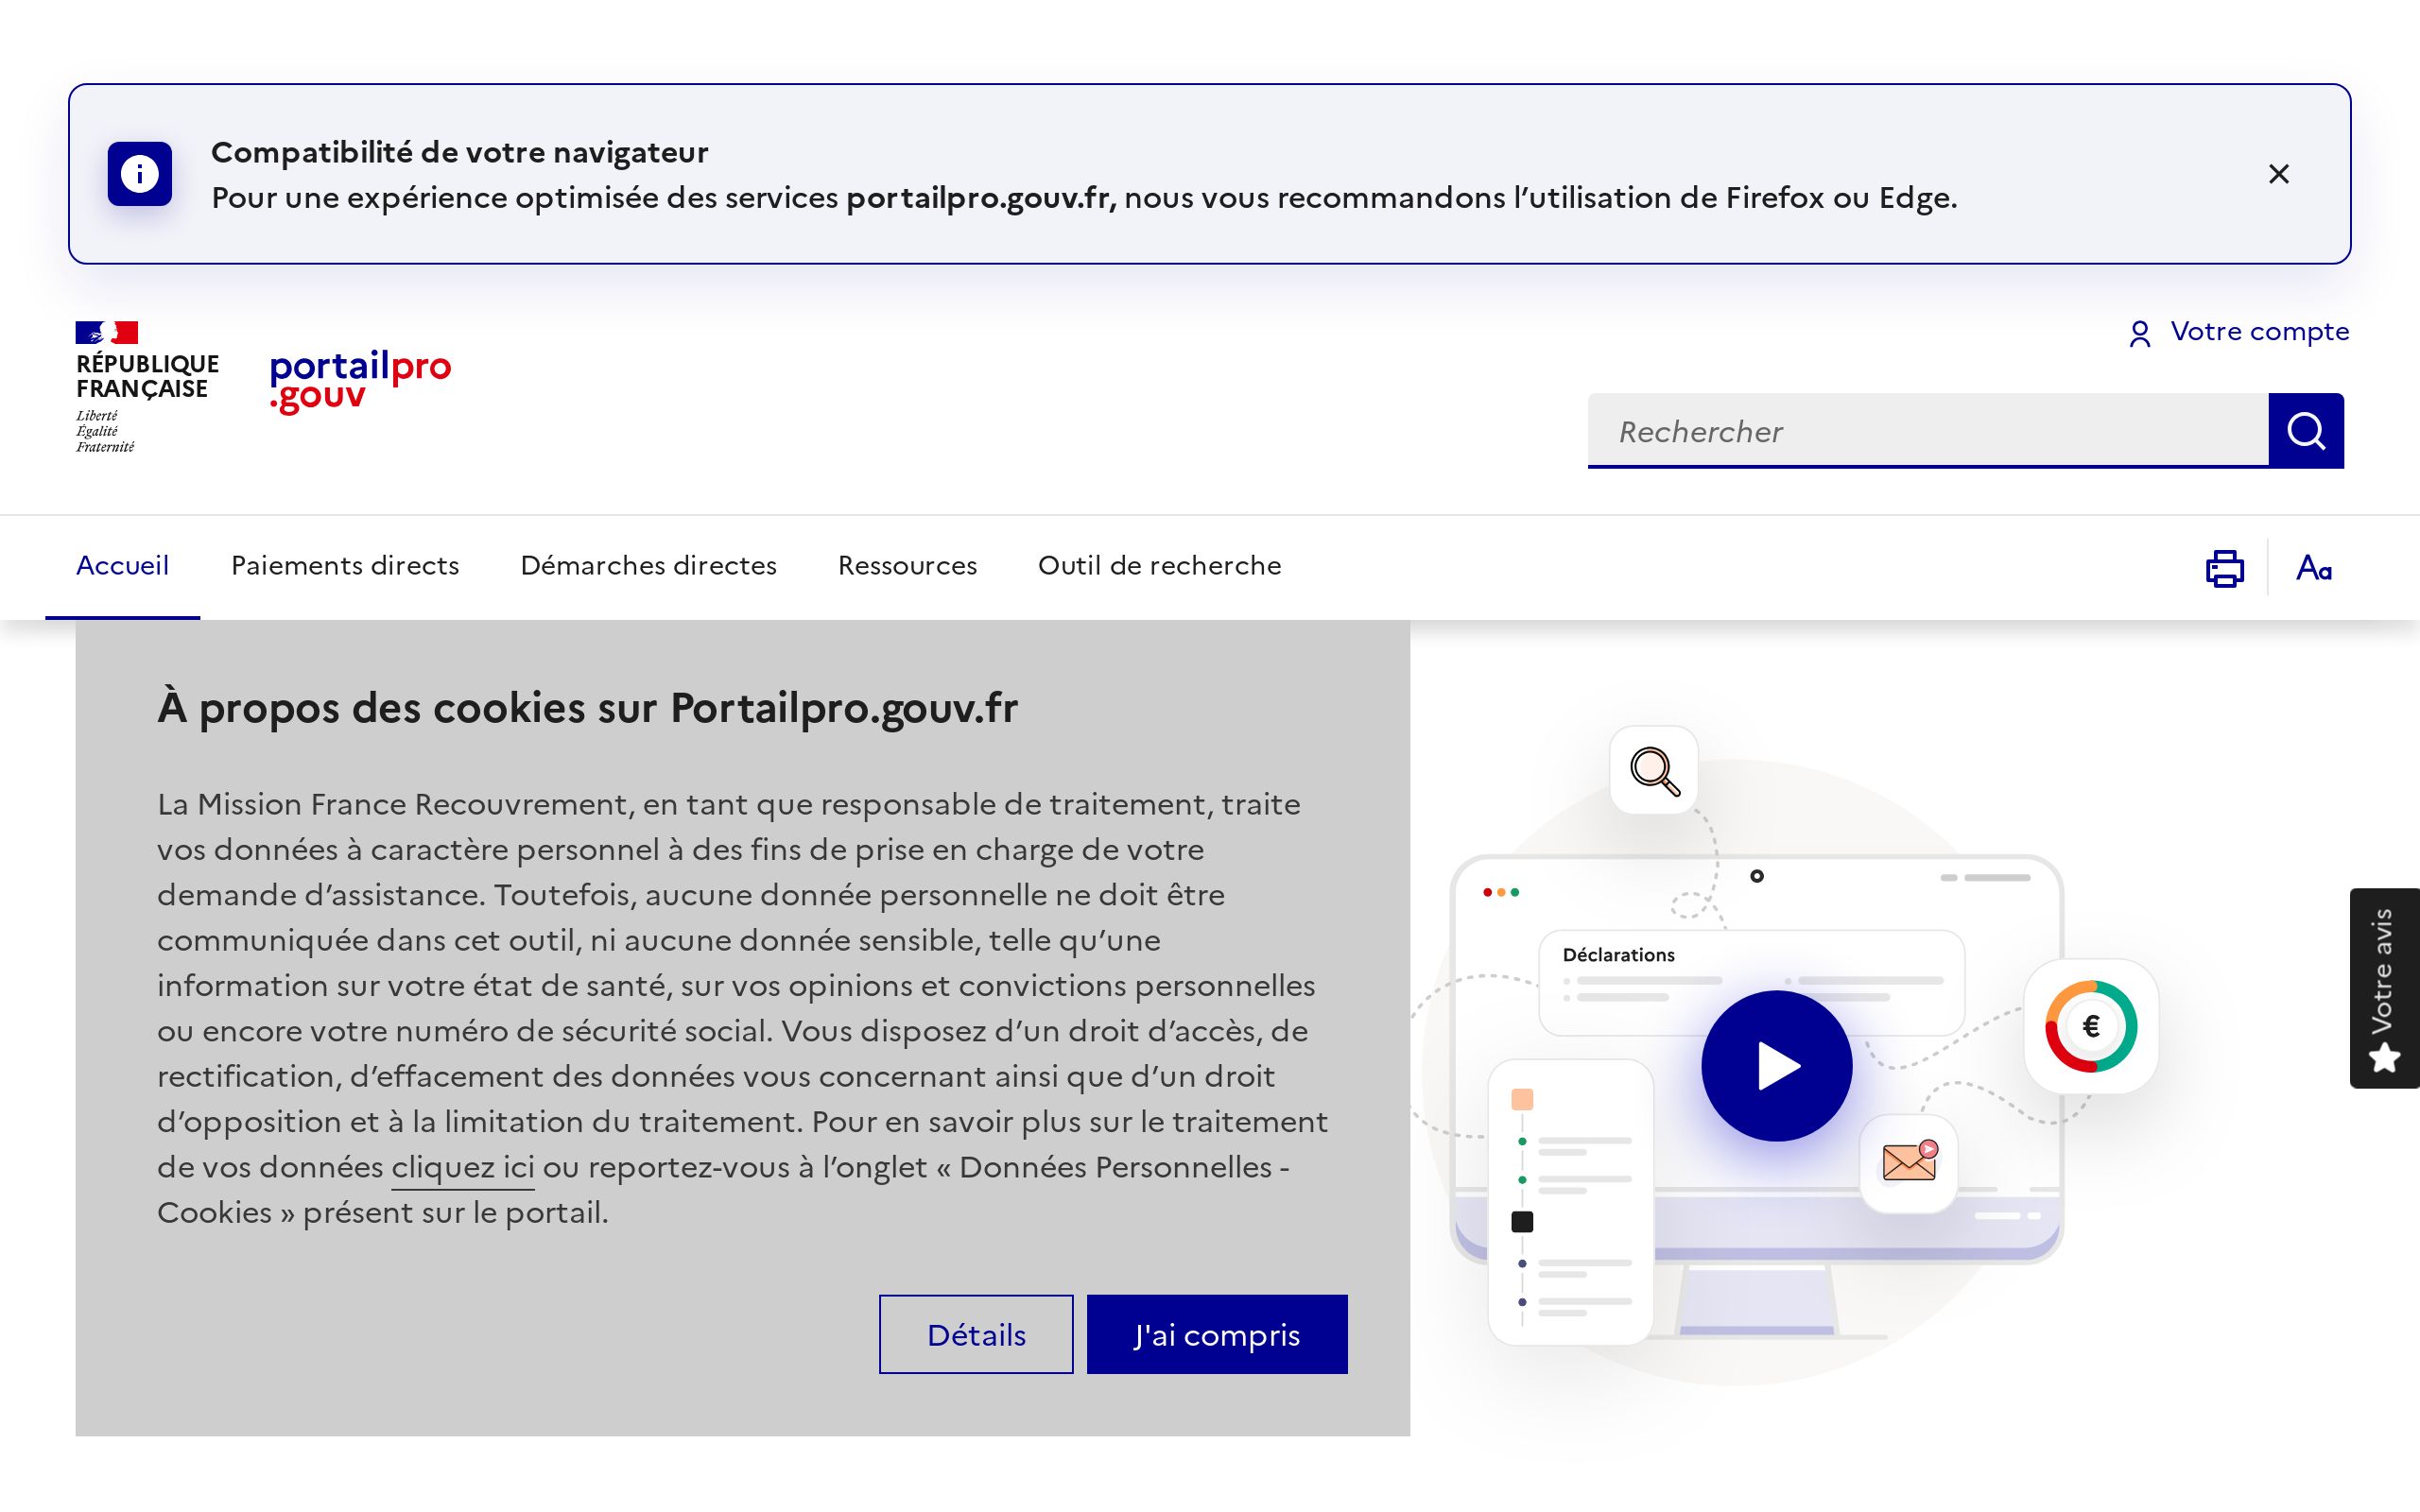 Compatibilité de votre navigateur
Pour une expérience optimisée des services portailpro.gouv.fr, nous vous recommandons l’utilisation de Firefox ou Edge.
RÉPUBLIQUE
FRANÇAISE
Liberté
Égalité
Fraternité
portailpro
.gouv
Votre compte
Rechercher
Accueil
Paiements directs
Démarches directes
Ressources
Outil de recherche
Aa
À propos des cookies sur Portailpro.gouv.fr
La Mission France Recouvrement, en tant que responsable de traitement, traite
vos données à caractère personnel à des fins de prise en charge de votre
demande d’assistance. Toutefois, aucune donnée personnelle ne doit être
communiquée dans cet outil, ni aucune donnée sensible, telle qu’une
information sur votre état de santé, sur vos opinions et convictions personnelles
ou encore votre numéro de sécurité social. Vous disposez d’un droit d’accès, de
rectification, d’effacement des données vous concernant ainsi que d’un droit
d’opposition et à la limitation du traitement. Pour en savoir plus sur le traitement
de vos données cliquez ici ou reportez-vous à l’onglet « Données Personnelles -
Cookies » présent sur le portail.
Détails
J'ai compris
Déclarations
€
Votre avis